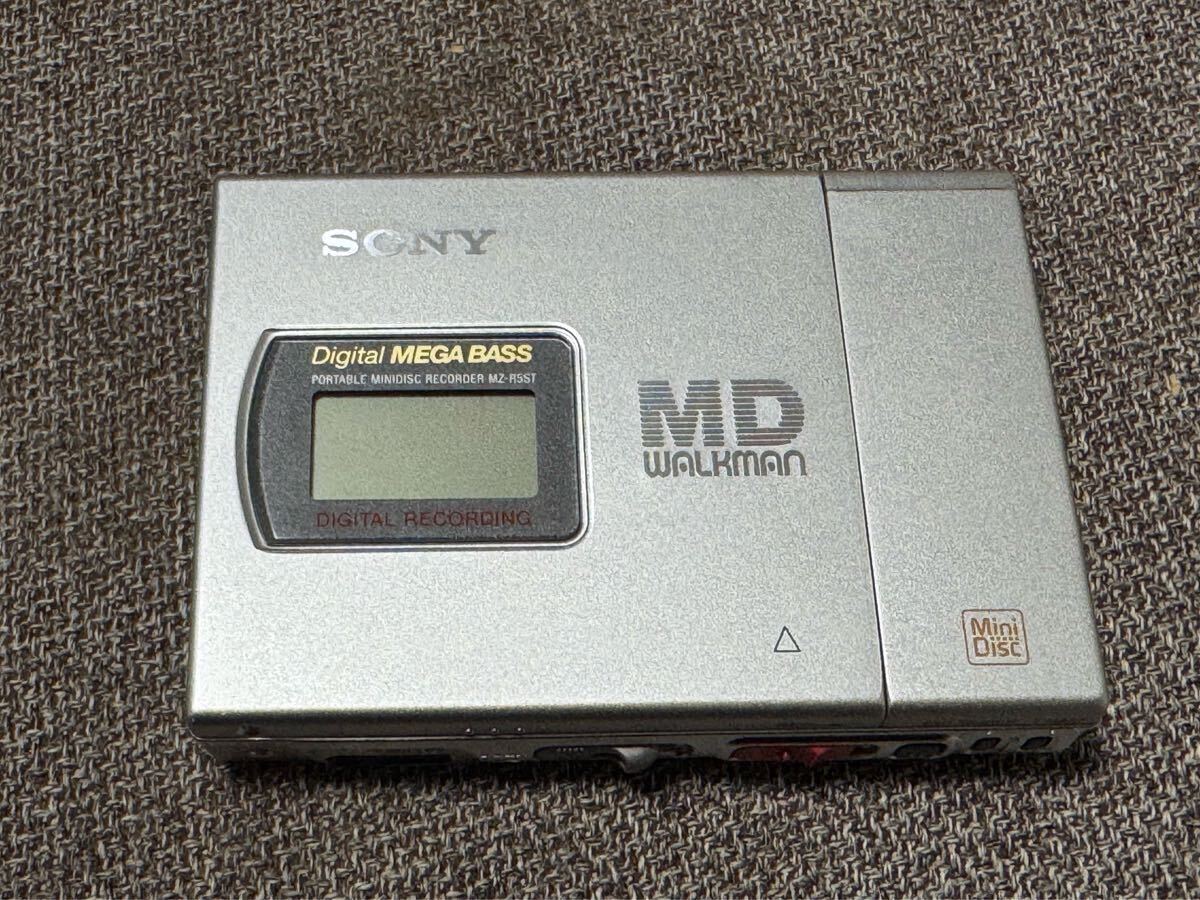 SONY
Digital MEGA BASS
PORTABLE MINIDISC RECORDER MZ-R5ST
DIGITAL RECORDING
MD
WALKMAN
Mini
Disc